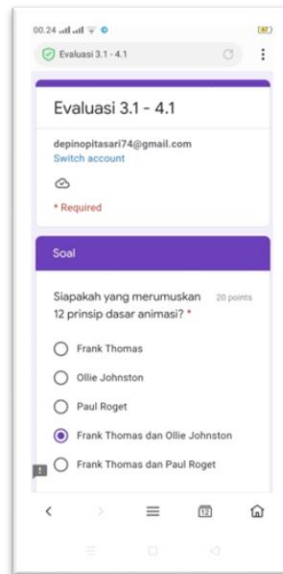 00.24
Evaluasi 3.1 - 4.1
Evaluasi 3.1 - 4.1
depinopitasari74@gmail.com
Switch account
* Required
Soal
Siapakah yang merumuskan 20 points
12 prinsip dasar animasi? *
Frank Thomas
Ollie Johnston
Paul Roget
Frank Thomas dan Ollie Johnston
Frank Thomas dan Paul Roget
12